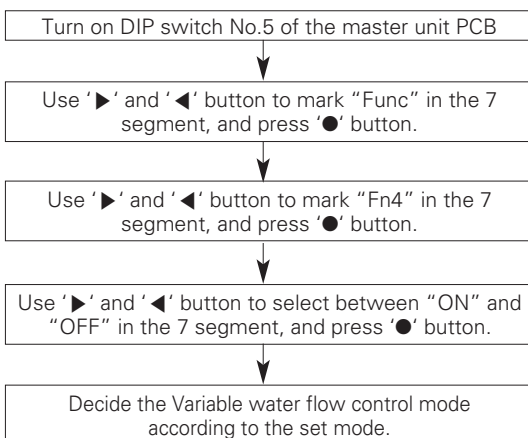 Turn on DIP switch No.5 of the master unit PCB
Use ‘▶‘ and ‘◀‘ button to mark “Func” in the 7
segment, and press ‘●‘ button.
Use ‘▶‘ and ‘◀‘ button to mark “Fn4” in the 7
segment, and press ‘●‘ button.
Use ‘▶‘ and ‘◀‘ button to select between “ON” and
“OFF” in the 7 segment, and press ‘●‘ button.
Decide the Variable water flow control mode
according to the set mode.